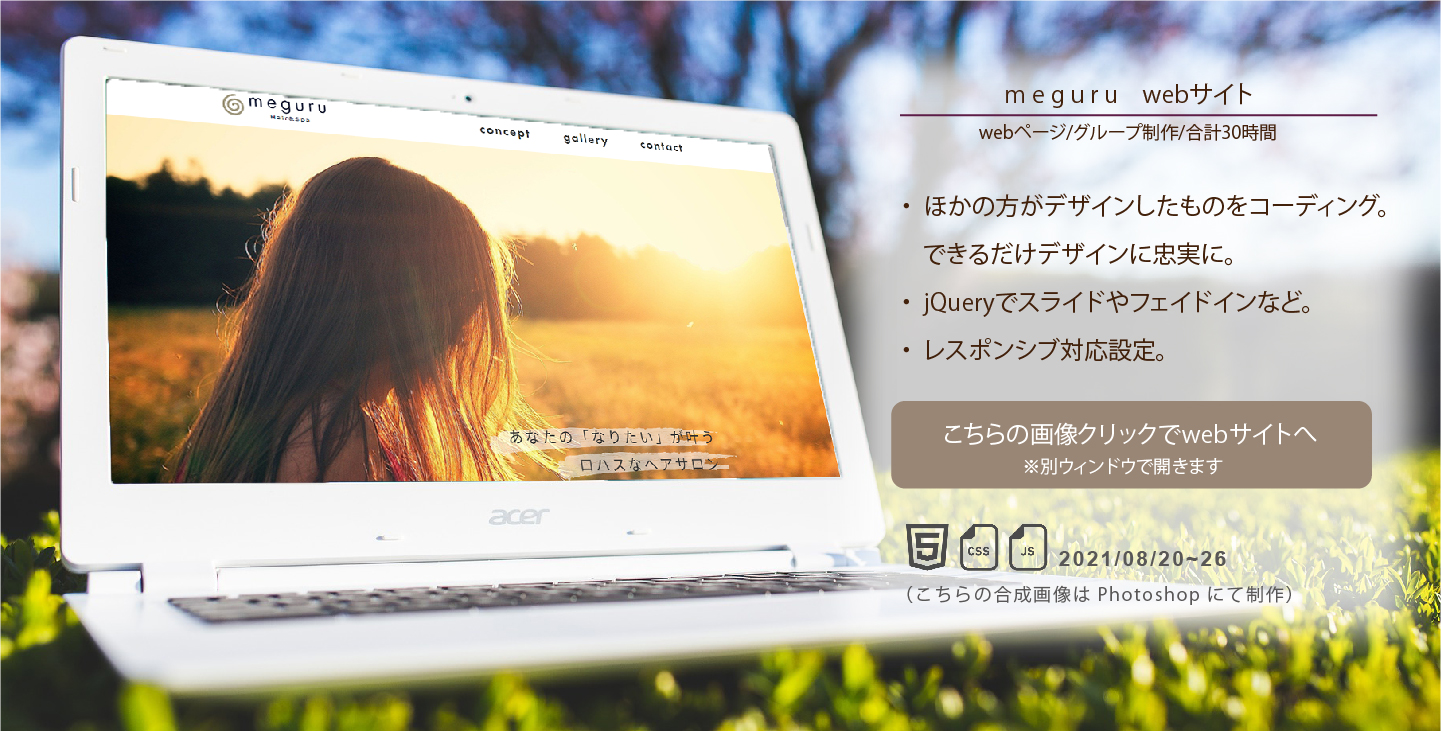 meguru
concept
gallery
contact
あなたの「なりたい」が叶う
ロハスなヘアサロン
acer
meguru webサイト
webページ/グループ制作/合計30時間
・ ほかの方がデザインしたものをコーディング。
できるだけデザインに忠実に。
・ jQueryでスライドやフェイドインなど。
・ レスポンシブ対応設定。
こちらの画像クリックでwebサイトへ
※別ウィンドウで開きます
5 CSS JS 2021/08/20~26
（こちらの合成画像は Photoshop にて制作）